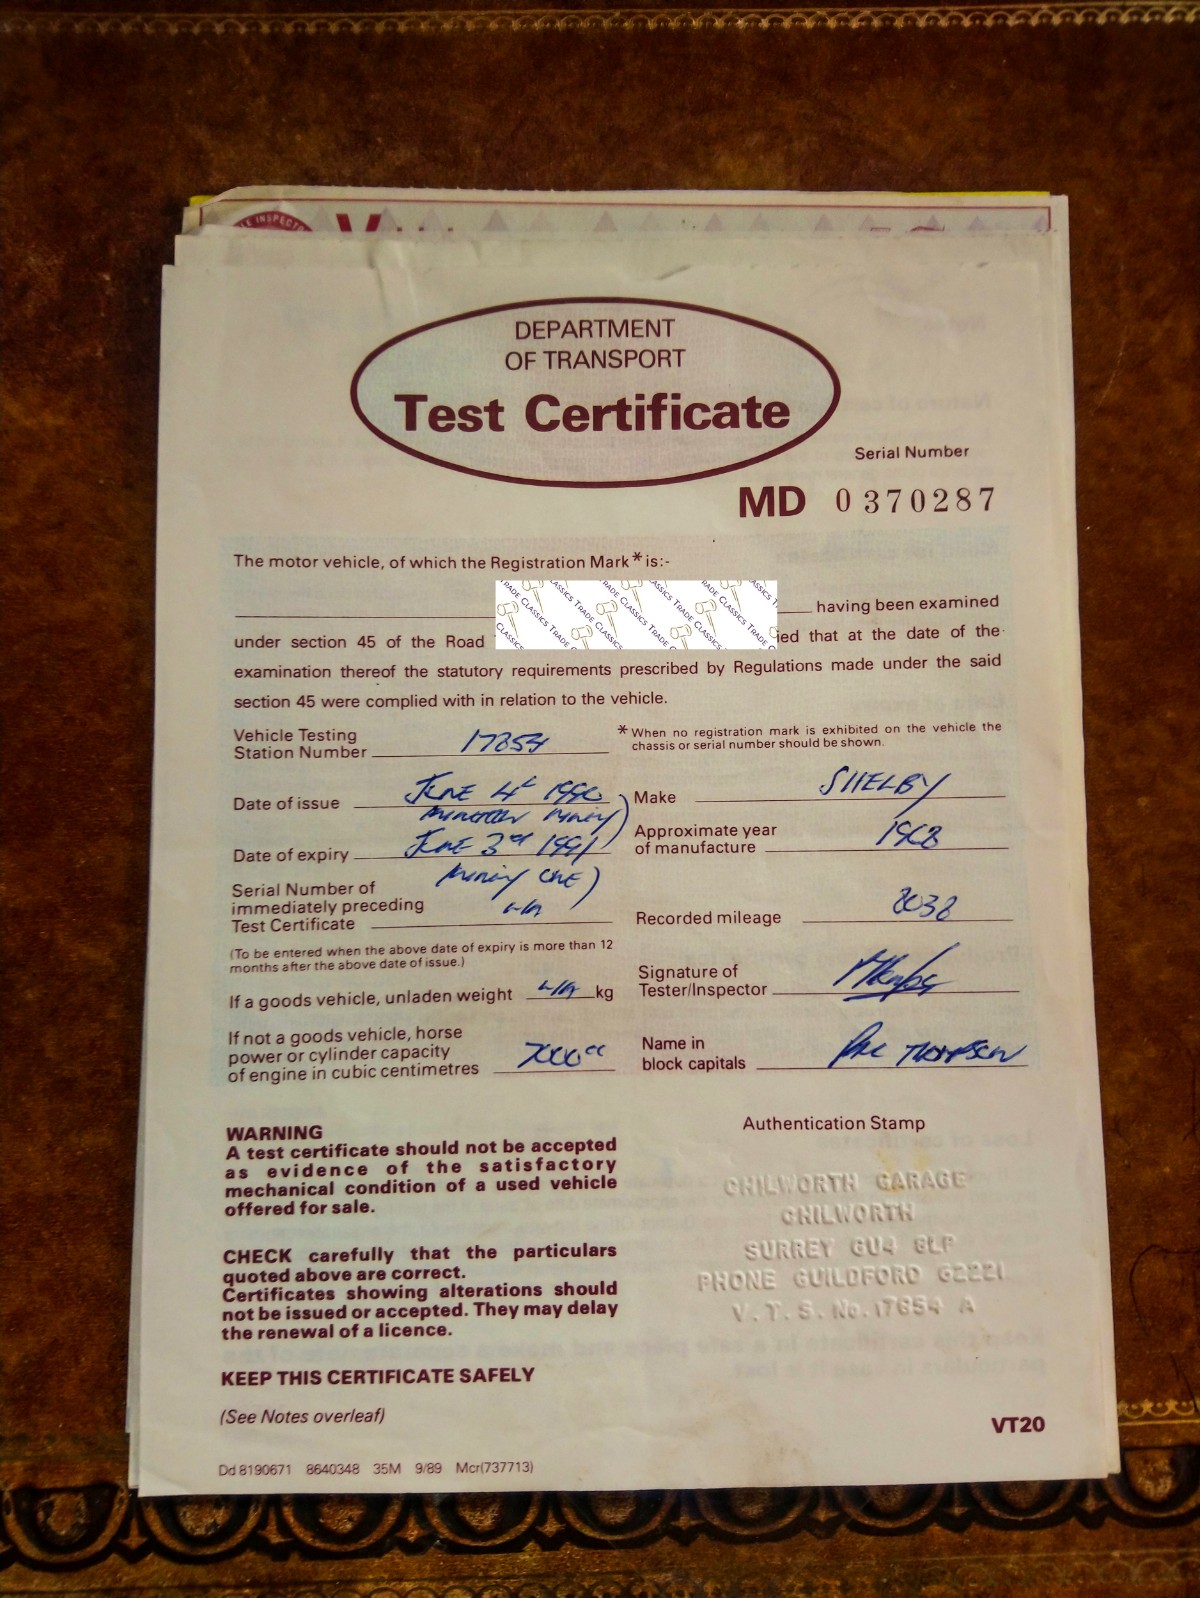 DEPARTMENT
OF TRANSPORT
Test Certificate
Serial Number
MD 0370287
The motor vehicle, of which the Registration Mark * is:-
having been examined
under section 45 of the Road ied that at the date of the
examination thereof the statutory requirements prescribed by Regulations made under the said
section 45 were complied with in relation to the vehicle.
* When no registration mark is exhibited on the vehicle the
chassis or serial number should be shown.
Vehicle Testing
Station Number
Date of issue JUNE 4th 1990
NINETEEN NINETY
Date of expiry JUNE 3rd 1991
NINETY ONE
Serial Number of
immediately preceding
Test Certificate N/A
(To be entered when the above date of expiry is more than 12
months after the above date of issue.)
If a goods vehicle, unladen weight N/A kg
If not a goods vehicle, horse
power or cylinder capacity
of engine in cubic centimetres 7000cc
Make SHELBY
Approximate year
of manufacture 1968
Recorded mileage 8038
Signature of
Tester/Inspector
Name in
block capitals THOMPSON
WARNING
A test certificate should not be accepted
as evidence of the satisfactory
mechanical condition of a used vehicle
offered for sale.
CHECK carefully that the particulars
quoted above are correct.
Certificates showing alterations should
not be issued or accepted. They may delay
the renewal of a licence.
KEEP THIS CERTIFICATE SAFELY
(See Notes overleaf)
Authentication Stamp
CHILWORTH GARAGE
CHILWORTH
SURREY GU4 8LP
PHONE GUILDFORD 62221
V.T.S. No. 17654 A
VT20
Dd 8190671 8640348 35M 9/89 Mcr(737713)